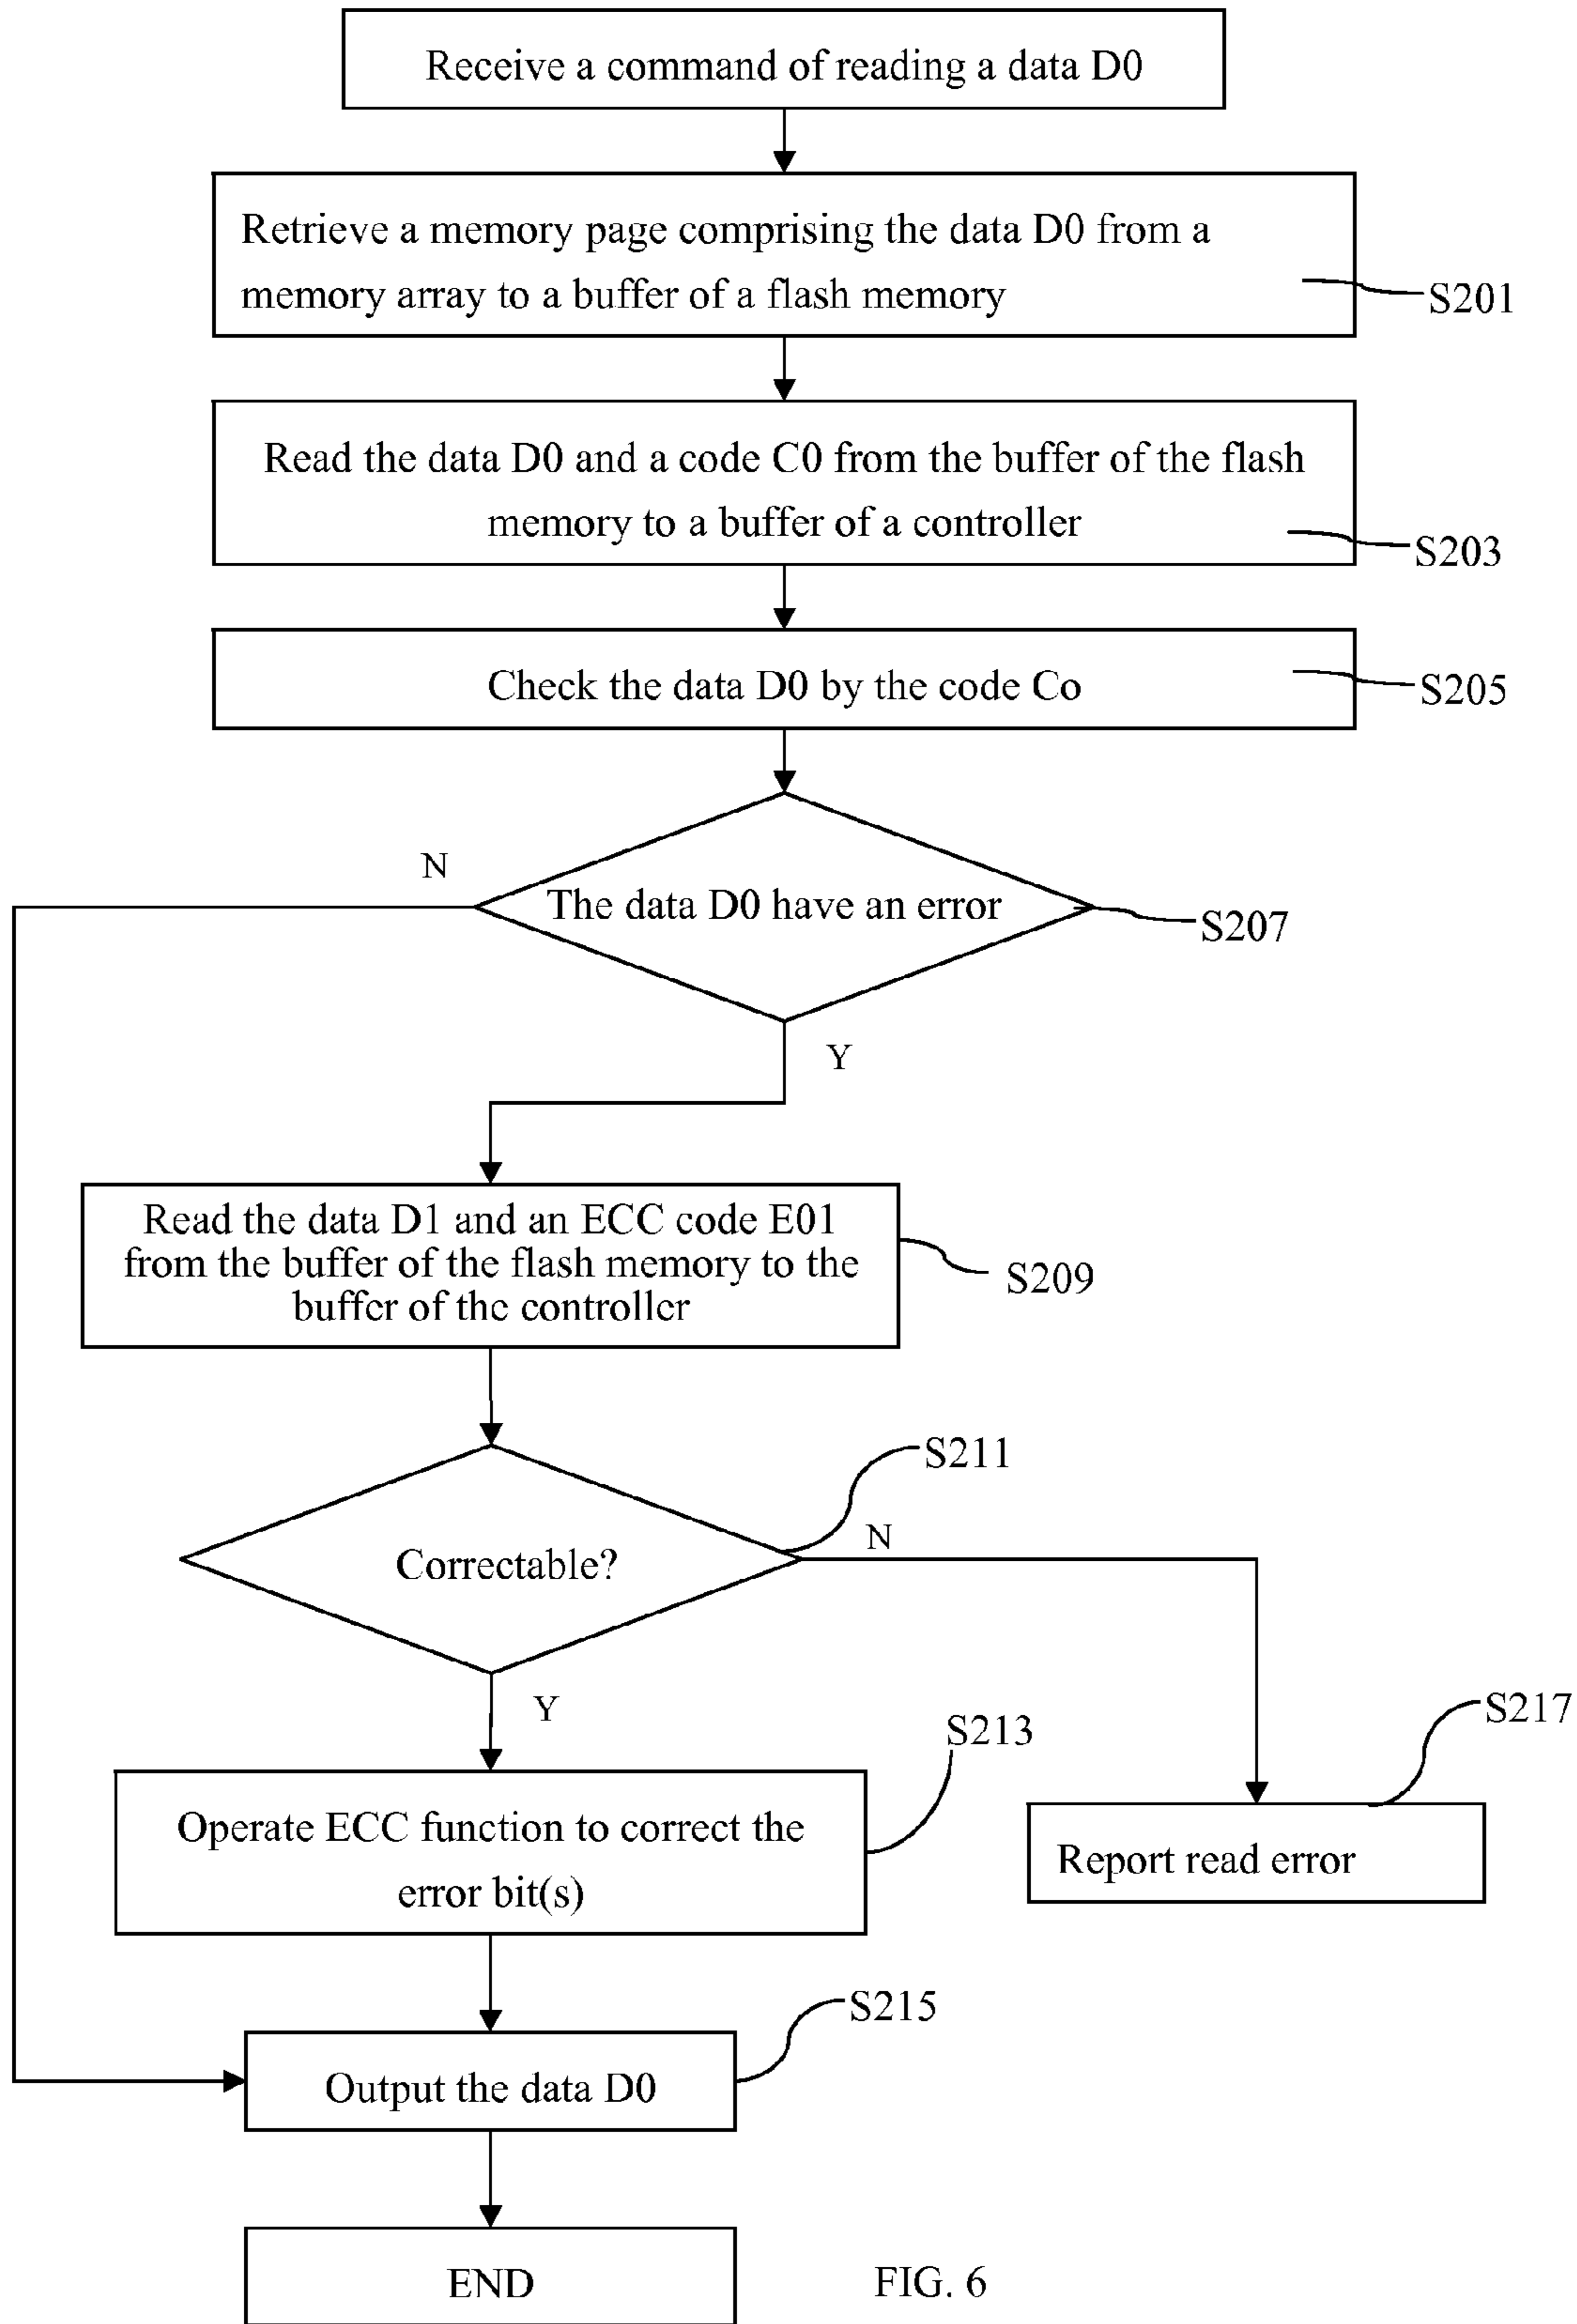 Receive a command of reading a data D0
Retrieve a memory page comprising the data D0 from a
memory array to a buffer of a flash memory
S201
Read the data D0 and a code C0 from the buffer of the flash
memory to a buffer of a controller
S203
Check the data D0 by the code Co
S205
N
The data D0 have an error
S207
Y
Read the data D1 and an ECC code E01
from the buffer of the flash memory to the
buffer of the controller
S209
S211
Correctable?
N
Y
S213
S217
Operate ECC function to correct the
error bit(s)
Report read error
S215
Output the data D0
END
FIG. 6